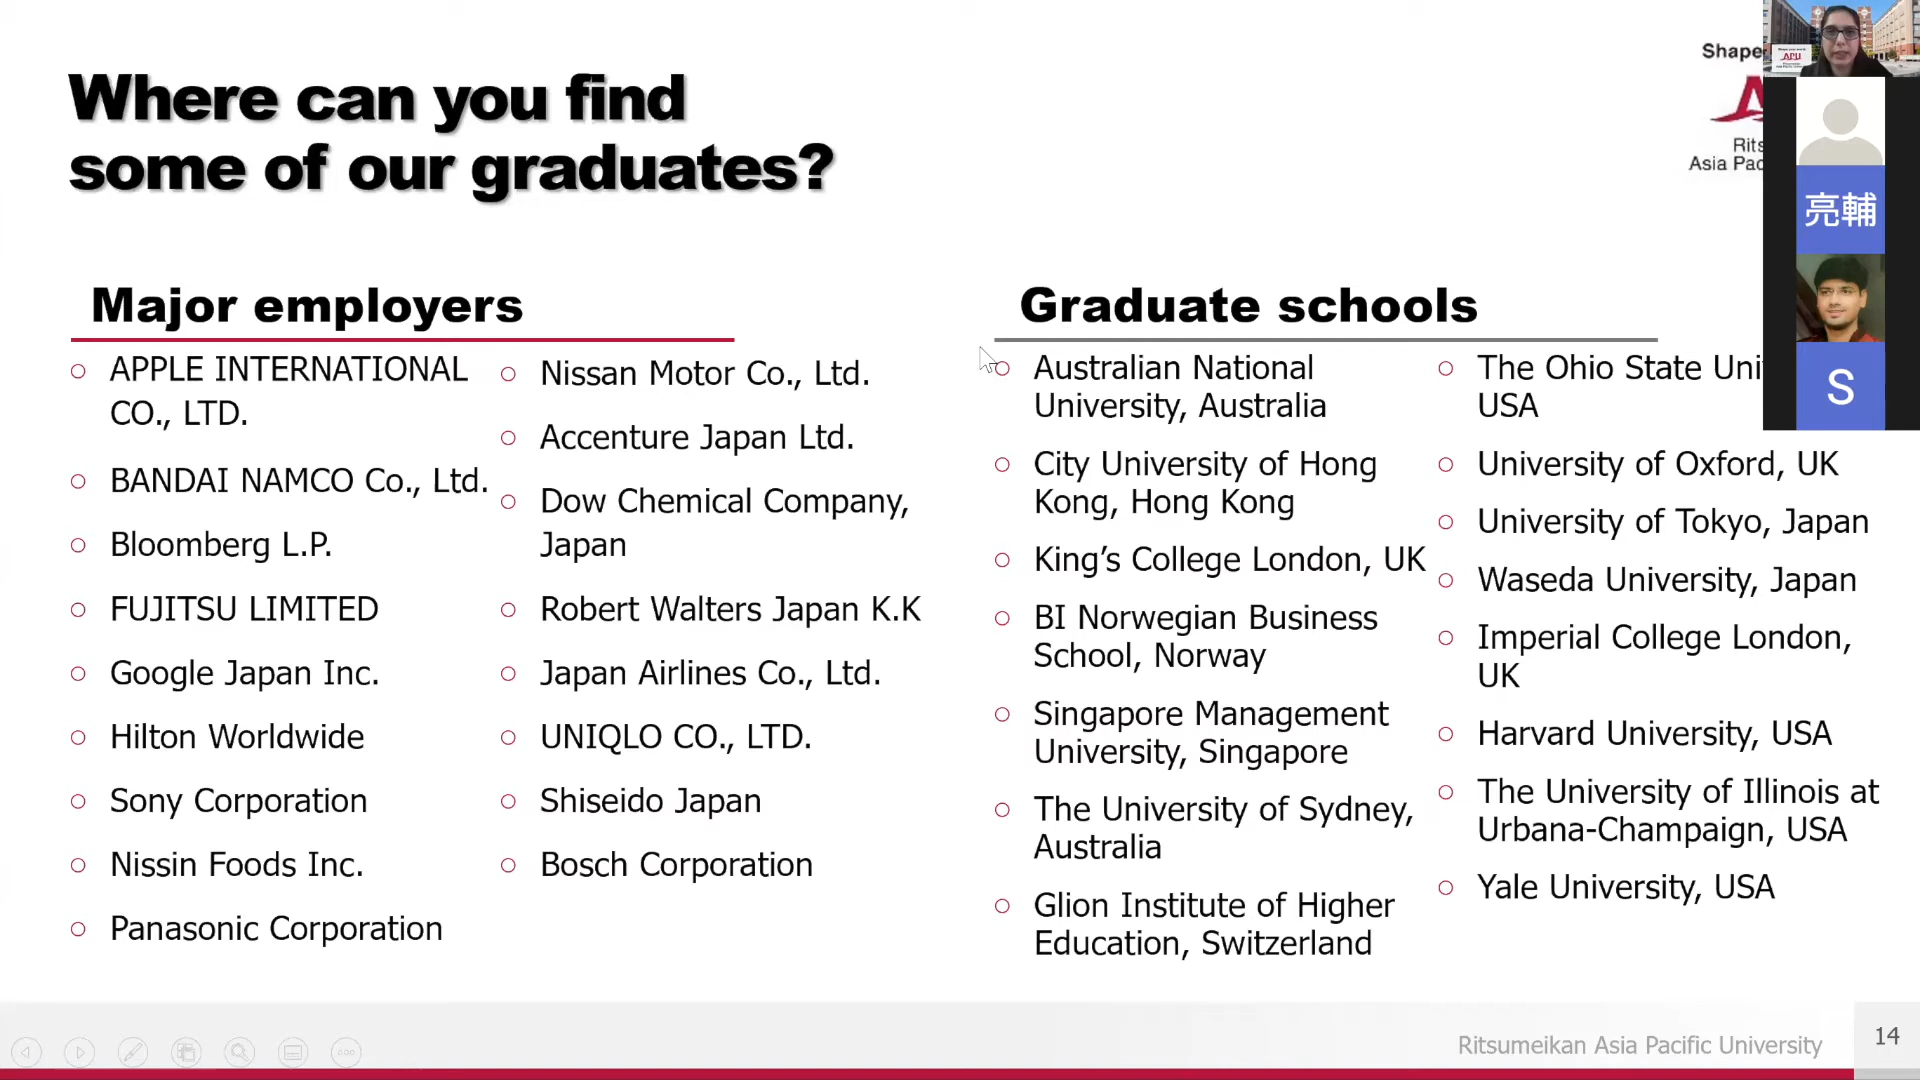 Where can you find
some of our graduates?
Major employers
APPLE INTERNATIONAL
CO., LTD.
BANDAI NAMCO Co., Ltd.
Bloomberg L.P.
FUJITSU LIMITED
Google Japan Inc.
Hilton Worldwide
Sony Corporation
Nissin Foods Inc.
Panasonic Corporation
Nissan Motor Co., Ltd.
Accenture Japan Ltd.
Dow Chemical Company,
Japan
Robert Walters Japan K.K
Japan Airlines Co., Ltd.
UNIQLO CO., LTD.
Shiseido Japan
Bosch Corporation
Graduate schools
Australian National
University, Australia
City University of Hong
Kong, Hong Kong
King’s College London, UK
BI Norwegian Business
School, Norway
Singapore Management
University, Singapore
The University of Sydney,
Australia
Glion Institute of Higher
Education, Switzerland
The Ohio State Uni
USA
University of Oxford, UK
University of Tokyo, Japan
Waseda University, Japan
Imperial College London,
UK
Harvard University, USA
The University of Illinois at
Urbana-Champaign, USA
Yale University, USA
Shape
Rits
Asia Pac
APU
亮輔
S
Ritsumeikan Asia Pacific University
14